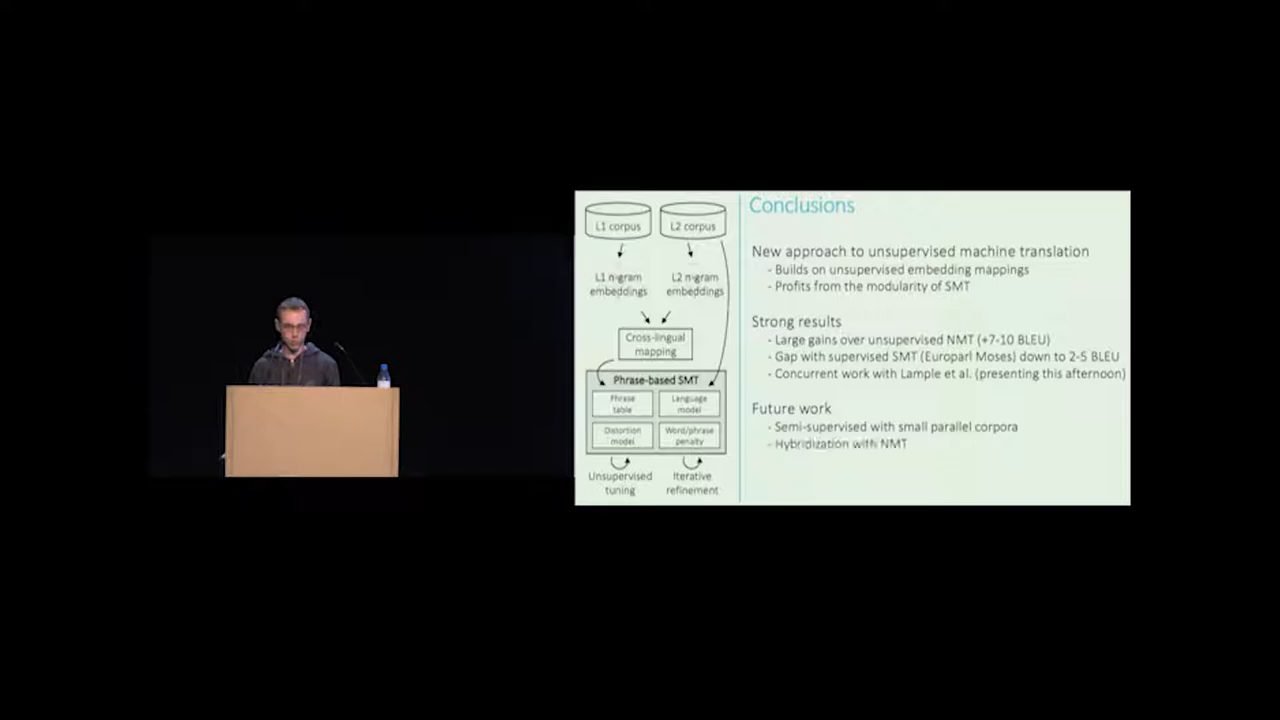 L1 corpus
L2 corpus
L1 n-gram
embeddings
L2 n-gram
embeddings
Cross-lingual
mapping
Phrase-based SMT
Phrase
table
Language
model
Distortion
model
Word/phrase
penalty
Unsupervised
tuning
Iterative
refinement
Conclusions
New approach to unsupervised machine translation
- Builds on unsupervised embedding mappings
- Profits from the modularity of SMT
Strong results
- Large gains over unsupervised NMT (+7-10 BLEU)
- Gap with supervised SMT (Europarl Moses) down to 2-5 BLEU
- Concurrent work with Lample et al. (presenting this afternoon)
Future work
- Semi-supervised with small parallel corpora
- Hybridization with NMT